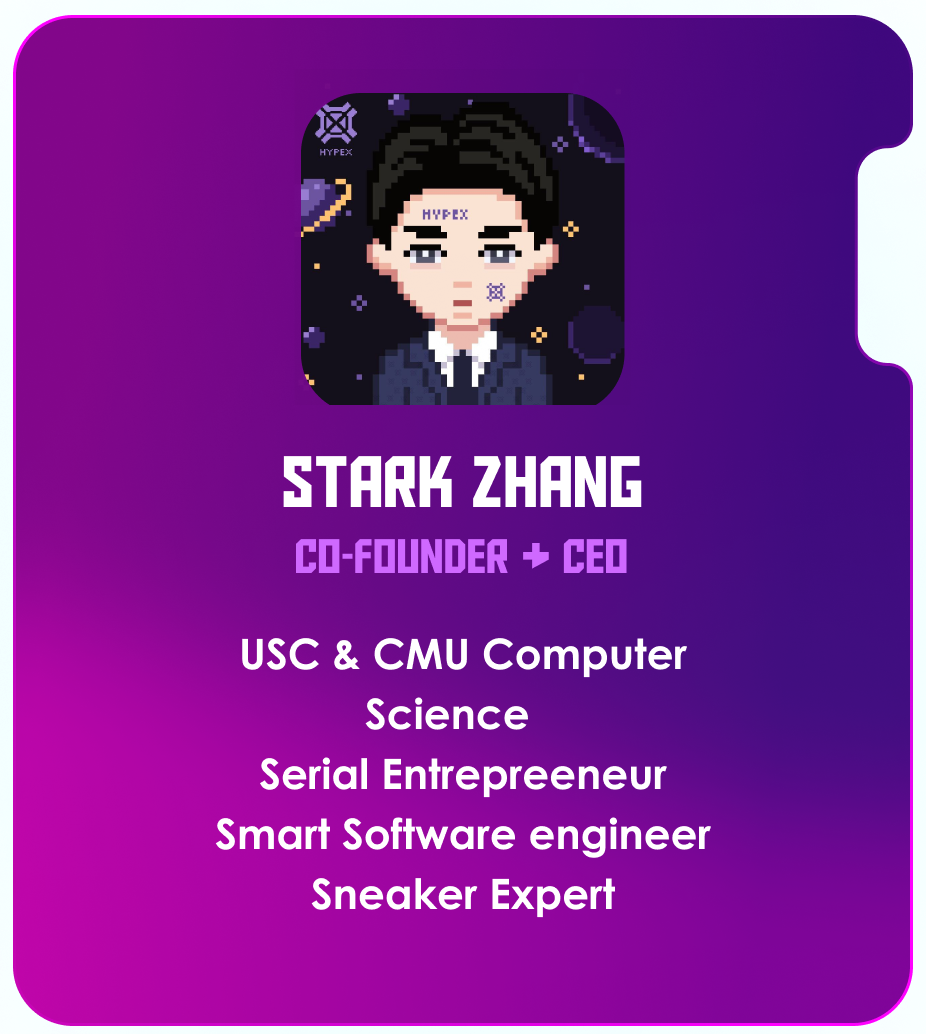 HYPEX
HYPEX
STARK ZHANG
CO-FOUNDER + CEO
USC & CMU Computer
Science
Serial Entrepreeneur
Smart Software engineer
Sneaker Expert